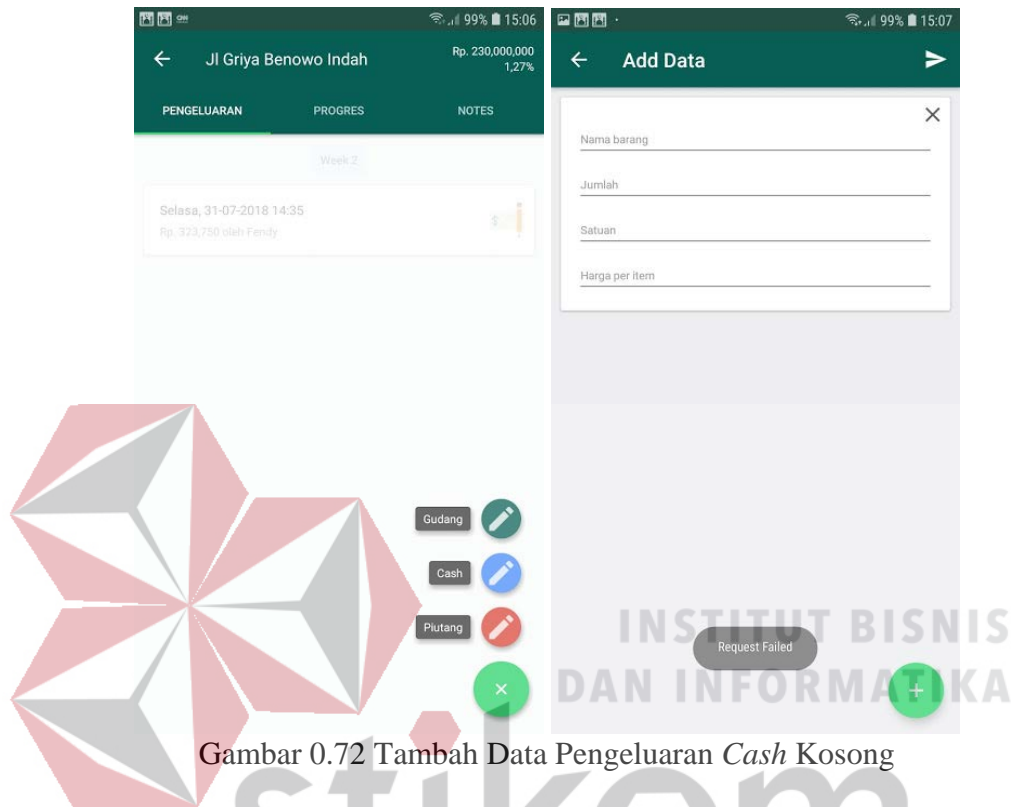 99% 15:06
Jl Griya Benowo Indah
Rp. 230,000,000
1,27%
PENGELUARAN PROGRES NOTES
Week 2
Selasa, 31-07-2018 14:35
Rp. 323,750 oleh Fendy
Gudang
Cash
Piutang
99% 15:07
Add Data
Nama barang
Jumlah
Satuan
Harga per item
Request Failed
INSTITUT BISNIS
DAN INFORMATIKA
Gambar 0.72 Tambah Data Pengeluaran Cash Kosong
stikom